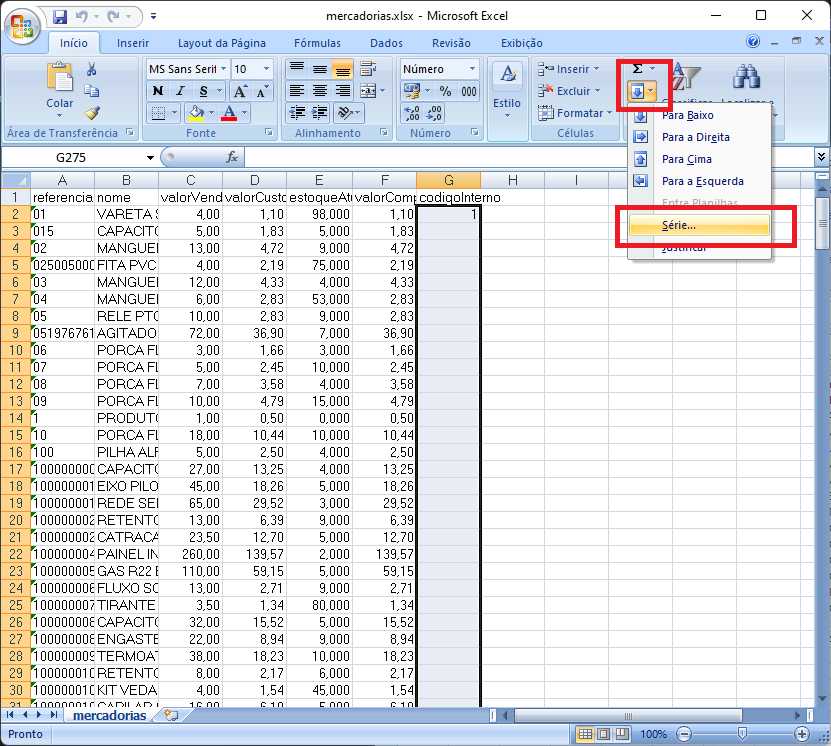 mercadorias.xlsx - Microsoft Excel
Início Inserir Layout da Página Fórmulas Dados Revisão Exibição
MS Sans Serif 10 Número Σ Inserir
Colar N I S A A % 000 Estilo Excluir
A Formatar
Área de Transferência Fonte Alinhamento Número Células
G275 fx
Para Baixo
Para a Direita
Para Cima
Para a Esquerda
Entre Planilhas
Série...
Justificar
A B C D E F G H I
1 referencia nome valorVend valorCusto estoqueAtu valorComp codigoInterno
2 01 VARETA S 4,00 1,10 98,000 1,10 1
3 015 CAPACITO 5,00 1,83 5,000 1,83
4 02 MANGUEI 13,00 4,72 9,000 4,72
5 025005000 FITA PVC 4,00 2,19 75,000 2,19
6 03 MANGUEI 12,00 4,33 4,000 4,33
7 04 MANGUEI 6,00 2,83 53,000 2,83
8 05 RELE PTC 10,00 2,83 9,000 2,83
9 051976761 AGITADO 72,00 36,90 7,000 36,90
10 06 PORCA FL 3,00 1,66 3,000 1,66
11 07 PORCA FL 5,00 2,45 10,000 2,45
12 08 PORCA FL 7,00 3,58 4,000 3,58
13 09 PORCA FL 10,00 4,79 15,000 4,79
14 1 PRODUTO 1,00 0,50 0,000 0,50
15 10 PORCA FL 18,00 10,44 10,000 10,44
16 100 PILHA ALF 5,00 2,50 4,000 2,50
17 100000000 CAPACITO 27,00 13,25 4,000 13,25
18 100000001 EIXO PILO 45,00 18,26 5,000 18,26
19 100000001 REDE SEI 65,00 29,52 3,000 29,52
20 100000002 RETENTO 13,00 6,39 9,000 6,39
21 100000002 CATRACA 23,50 12,70 5,000 12,70
22 100000004 PAINEL IN 260,00 139,57 2,000 139,57
23 100000005 GAS R22 E 110,00 59,15 5,000 59,15
24 100000006 FLUXO SO 13,00 2,71 9,000 2,71
25 100000007 TIRANTE 3,50 1,34 80,000 1,34
26 100000008 CAPACITO 32,00 15,52 5,000 15,52
27 100000008 ENGASTE 22,00 8,94 9,000 8,94
28 100000009 TERMOAT 38,00 18,23 10,000 18,23
29 100000010 RETENTO 8,00 2,17 6,000 2,17
30 100000010 KIT VEDA 4,00 1,54 45,000 1,54
mercadorias
Pronto 100%